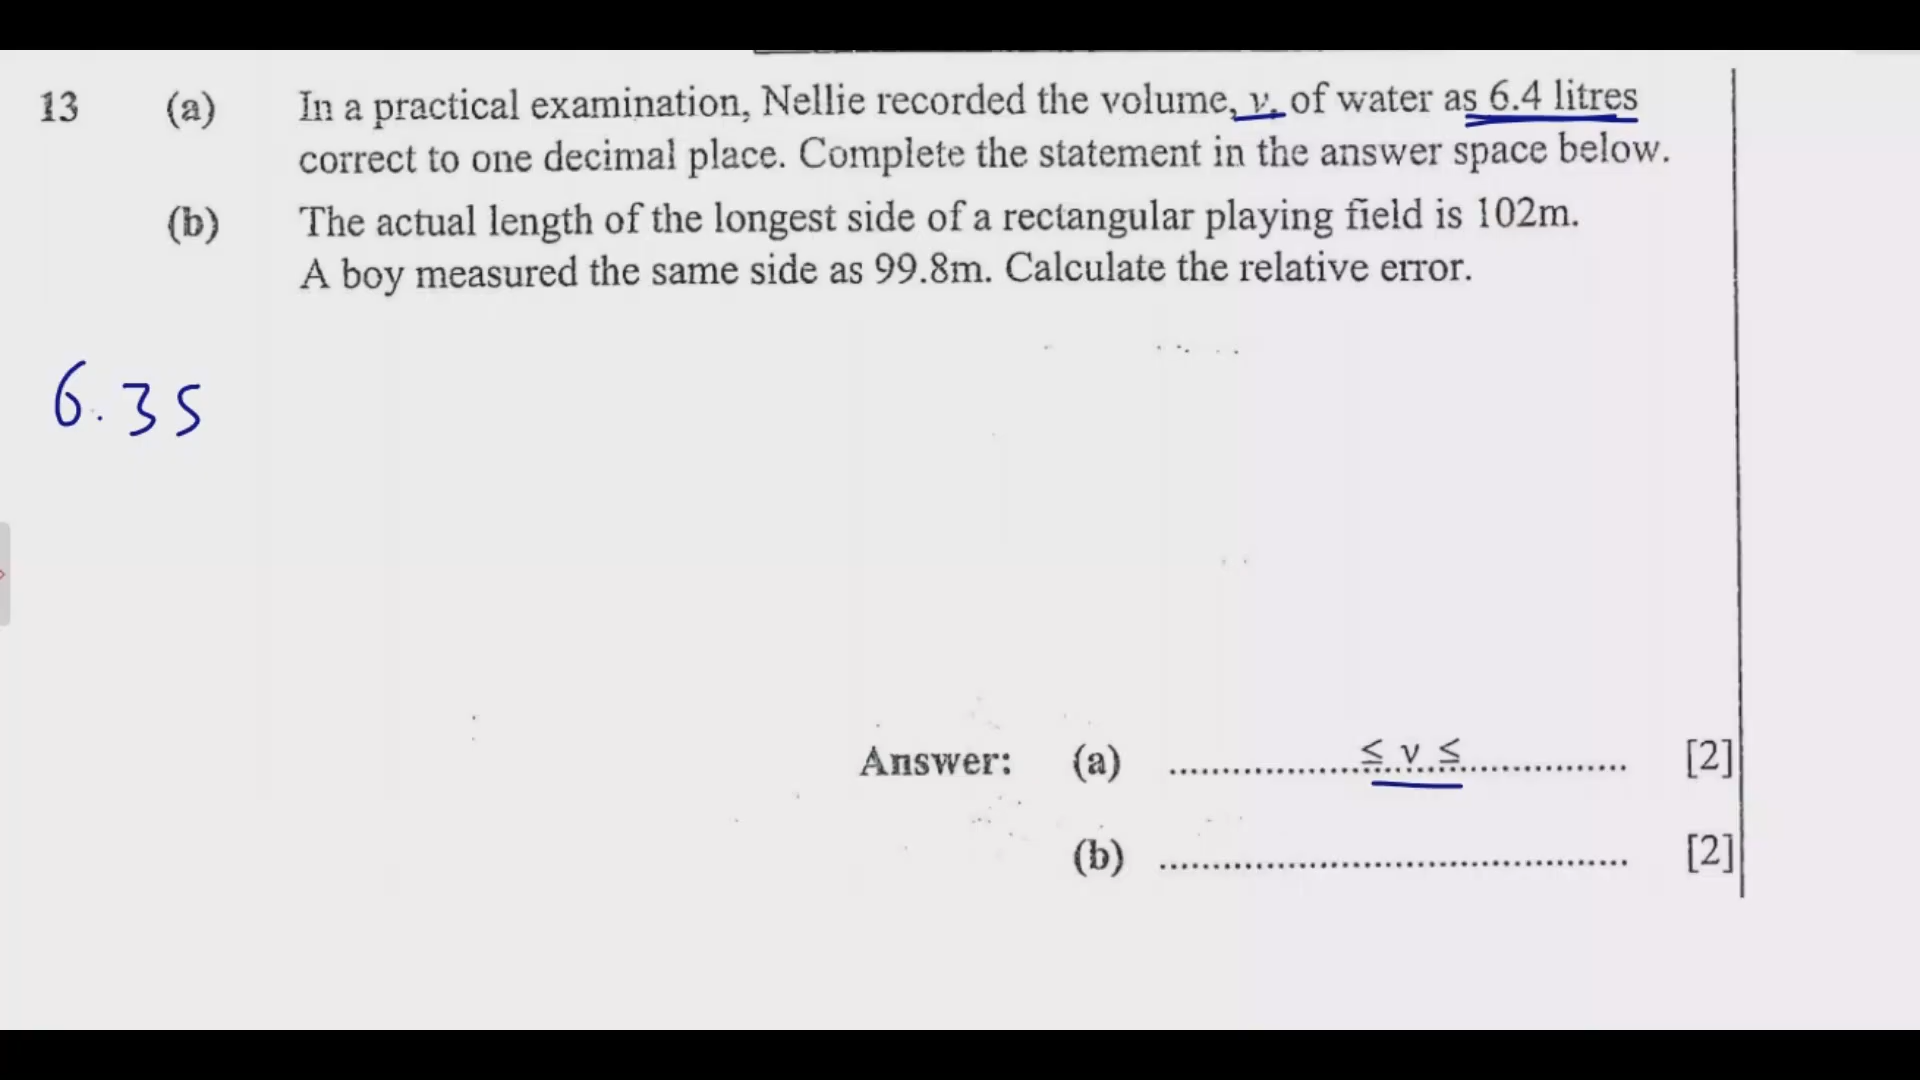 13 (a) In a practical examination, Nellie recorded the volume, v, of water as 6.4 litres
correct to one decimal place. Complete the statement in the answer space below.
(b) The actual length of the longest side of a rectangular playing field is 102m.
A boy measured the same side as 99.8m. Calculate the relative error.
6.35
Answer: (a) ..................≤ v ≤.................. [2]
(b) .................................... [2]